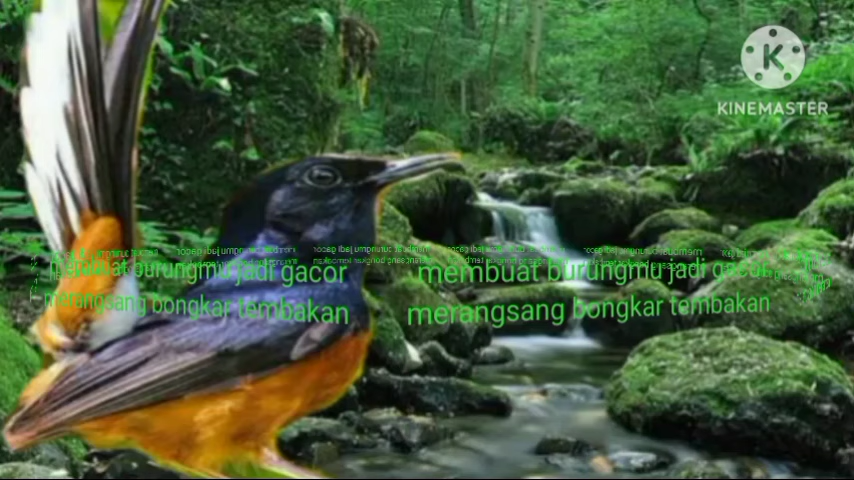 KINEMASTER
membuat burungmu jadi gacor membuat burungmu jadi gacor
merangsang bongkar tembakan merangsang bongkar tembakan